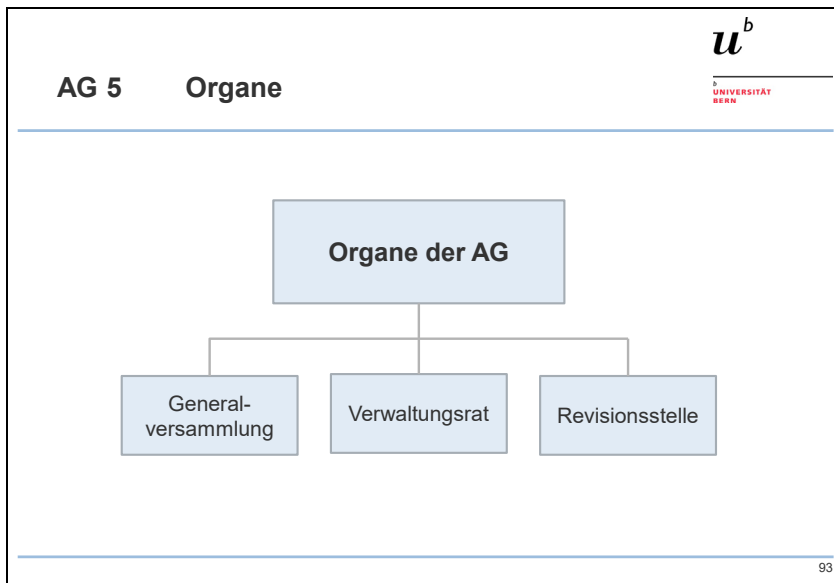 u^b
AG 5 Organe
b
UNIVERSITÄT
BERN
Organe der AG
General-
versammlung
Verwaltungsrat
Revisionsstelle
93